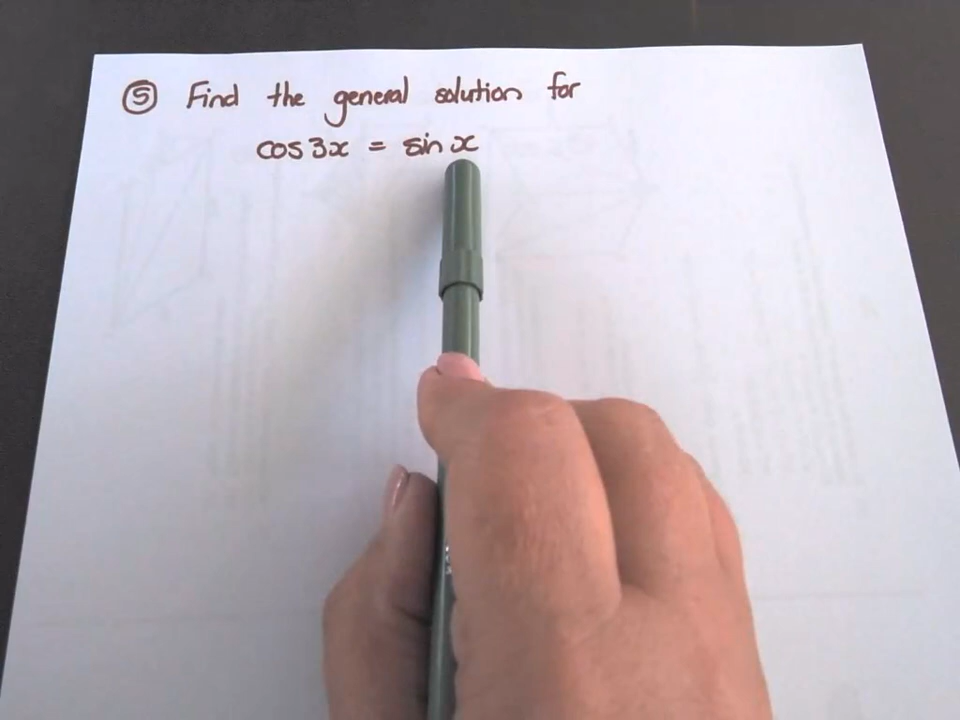 ⑤ Find the general solution for
cos 3x = sin x